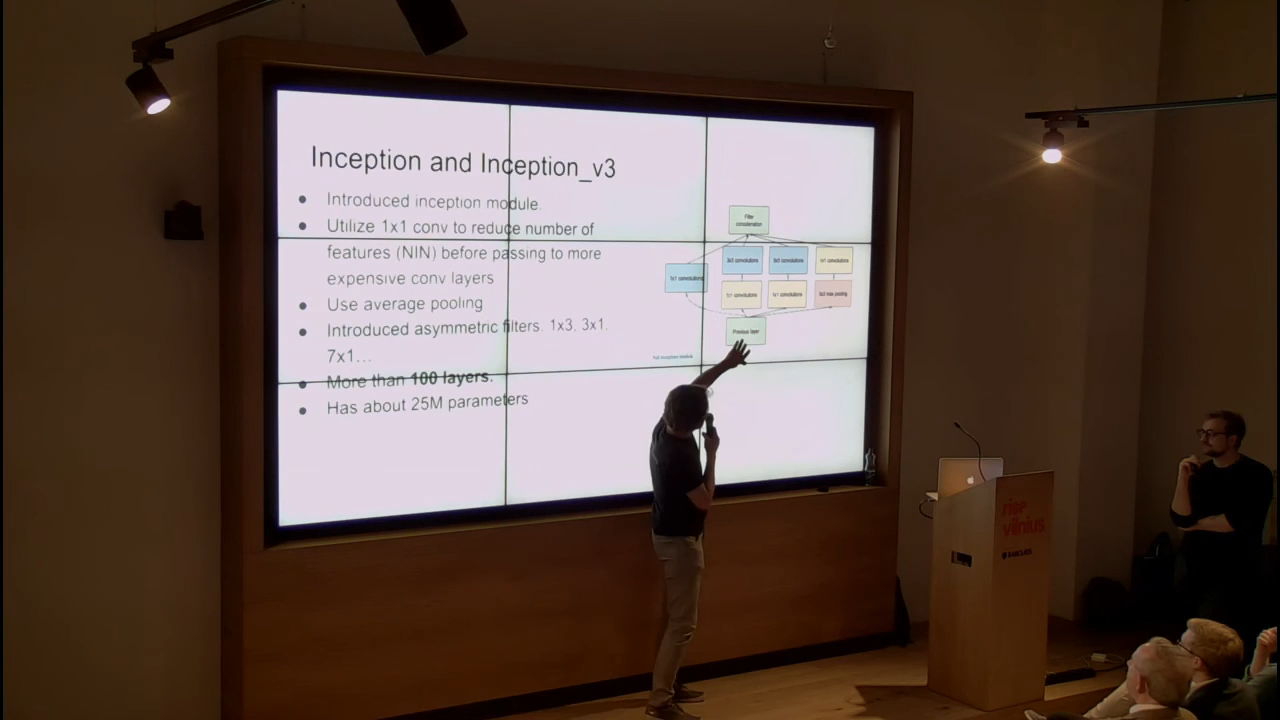 Inception and Inception_v3
● Introduced inception module.
● Utilize 1x1 conv to reduce number of
features (NIN) before passing to more
expensive conv layers
● Use average pooling
● Introduced asymmetric filters. 1x3, 3x1,
7x1...
● More than 100 layers.
● Has about 25M parameters
Filter
concatenation
3x3 convolutions
5x5 convolutions
1x1 convolutions
1x1 convolutions
1x1 convolutions
1x1 convolutions
3x3 max pooling
Previous layer
Full inception module
rise
vilnius
BARCLAYS